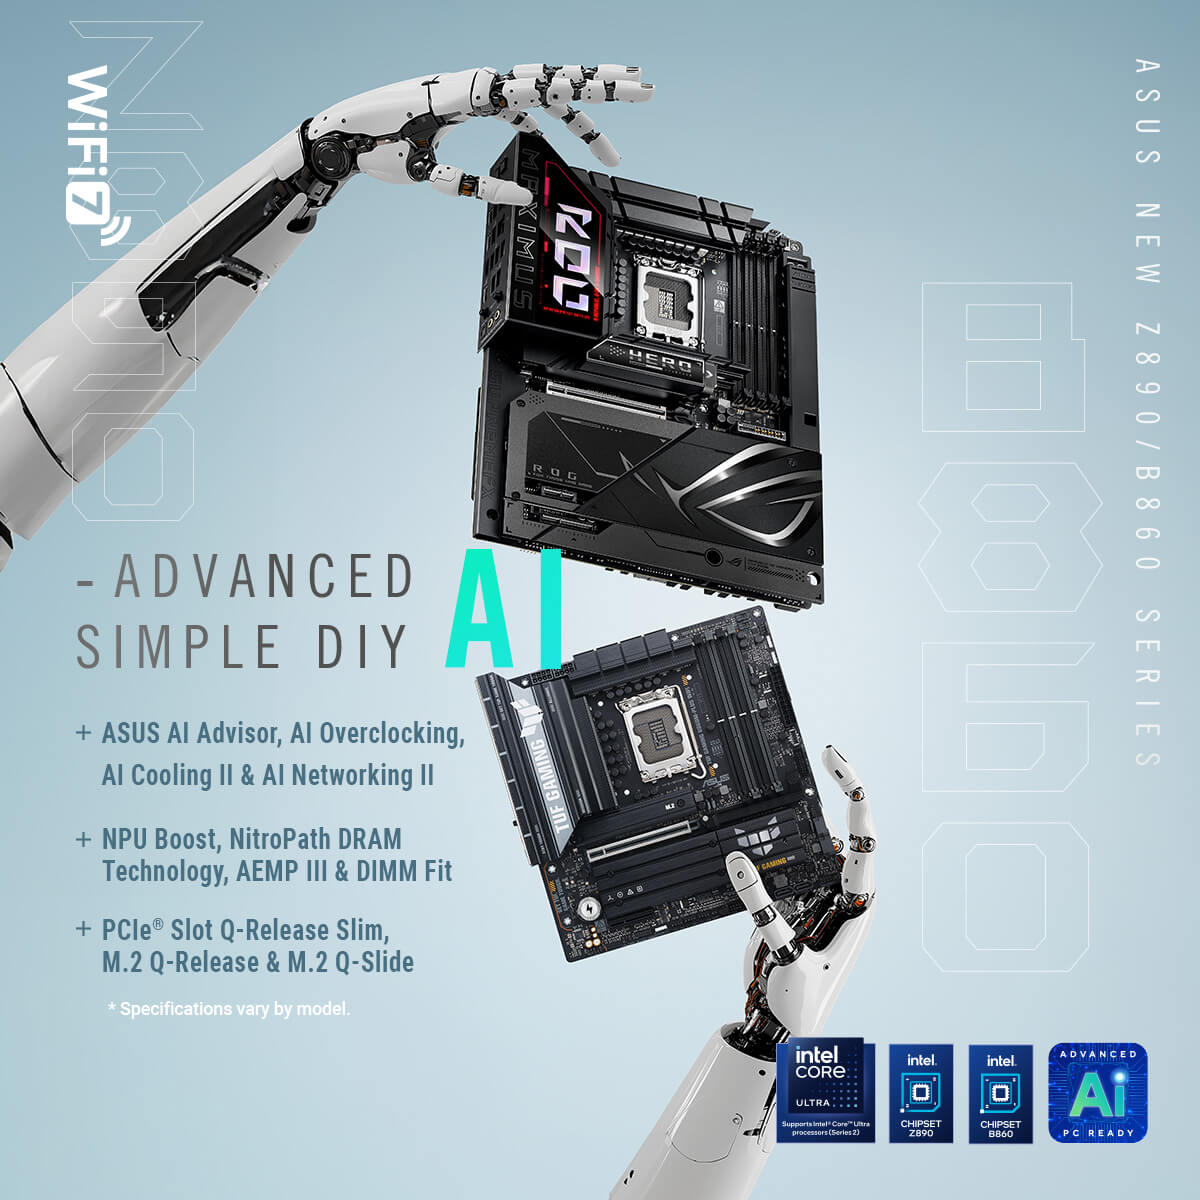 WiFi 7
Z890
ASUS NEW Z890/B860 SERIES
B860
MAXIMUS
HERO
ROG
- ADVANCED AI
SIMPLE DIY
TUF GAMING
M.2
ASUS
GAMING
+ ASUS AI Advisor, AI Overclocking,
AI Cooling II & AI Networking II
+ NPU Boost, NitroPath DRAM
Technology, AEMP III & DIMM Fit
+ PCIe® Slot Q-Release Slim,
M.2 Q-Release & M.2 Q-Slide
* Specifications vary by model.
intel
CORE
ULTRA
Supports Intel® Core™ Ultra
processors (Series 2)
intel.
CHIPSET
Z890
intel.
CHIPSET
B860
ADVANCED
Ai
PC READY